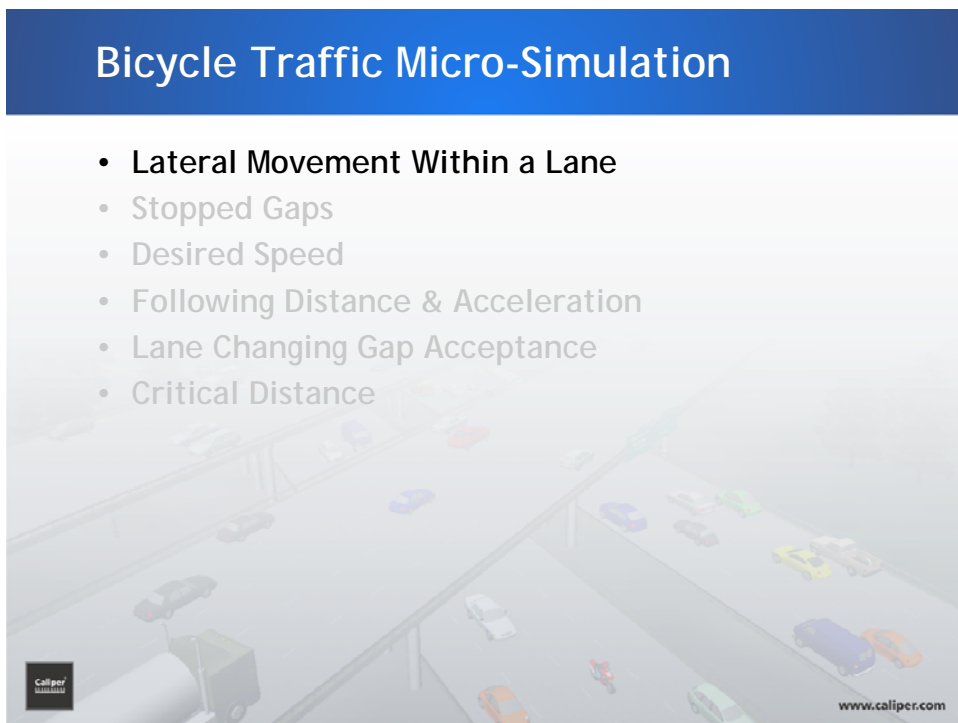 Bicycle Traffic Micro-Simulation
• Lateral Movement Within a Lane
• Stopped Gaps
• Desired Speed
• Following Distance & Acceleration
• Lane Changing Gap Acceptance
• Critical Distance
Caliper
www.caliper.com